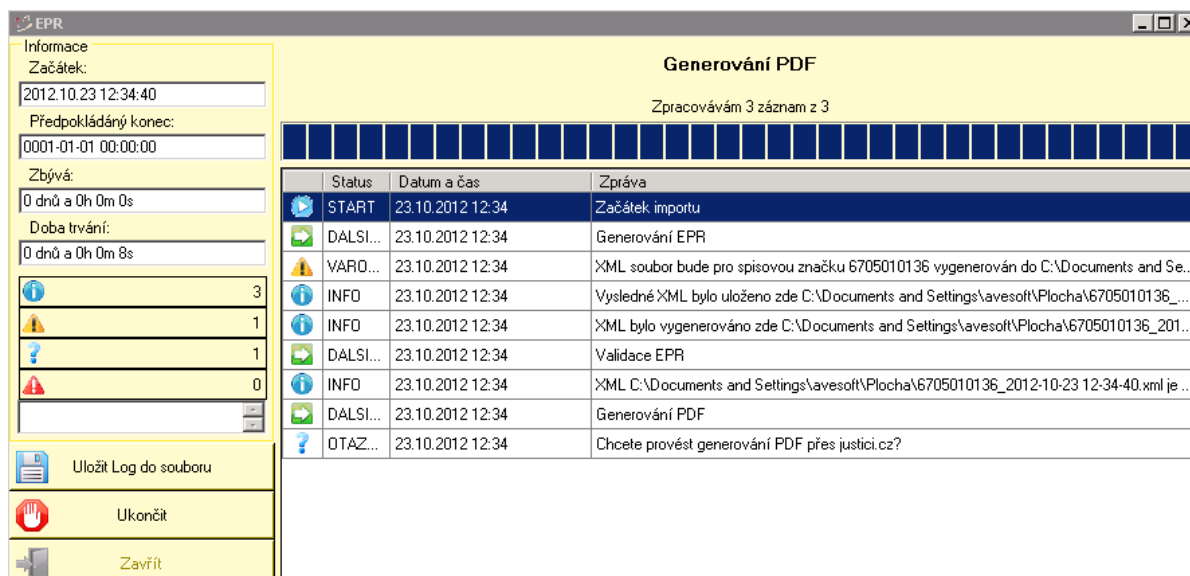 EPR
Informace
Začátek:
2012.10.23 12:34:40
Předpokládáný konec:
0001-01-01 00:00:00
Zbývá:
0 dnů a 0h 0m 0s
Doba trvání:
0 dnů a 0h 0m 8s
3
1
1
0
Uložit Log do souboru
Ukončit
Zavřít
Generování PDF
Zpracovávám 3 záznam z 3
Status Datum a čas Zpráva
START 23.10.2012 12:34 Začátek importu
DALSI... 23.10.2012 12:34 Generování EPR
VARO... 23.10.2012 12:34 XML soubor bude pro spisovou značku 6705010136 vygenerován do C:\Documents and Se...
INFO 23.10.2012 12:34 Vysledné XML bylo uloženo zde C:\Documents and Settings\avesoft\Plocha\6705010136_...
INFO 23.10.2012 12:34 XML bylo vygenerováno zde C:\Documents and Settings\avesoft\Plocha\6705010136_201...
DALSI... 23.10.2012 12:34 Validace EPR
INFO 23.10.2012 12:34 XML C:\Documents and Settings\avesoft\Plocha\6705010136_2012-10-23 12-34-40.xml je ...
DALSI... 23.10.2012 12:34 Generování PDF
OTAZ... 23.10.2012 12:34 Chcete provést generování PDF přes justici.cz?